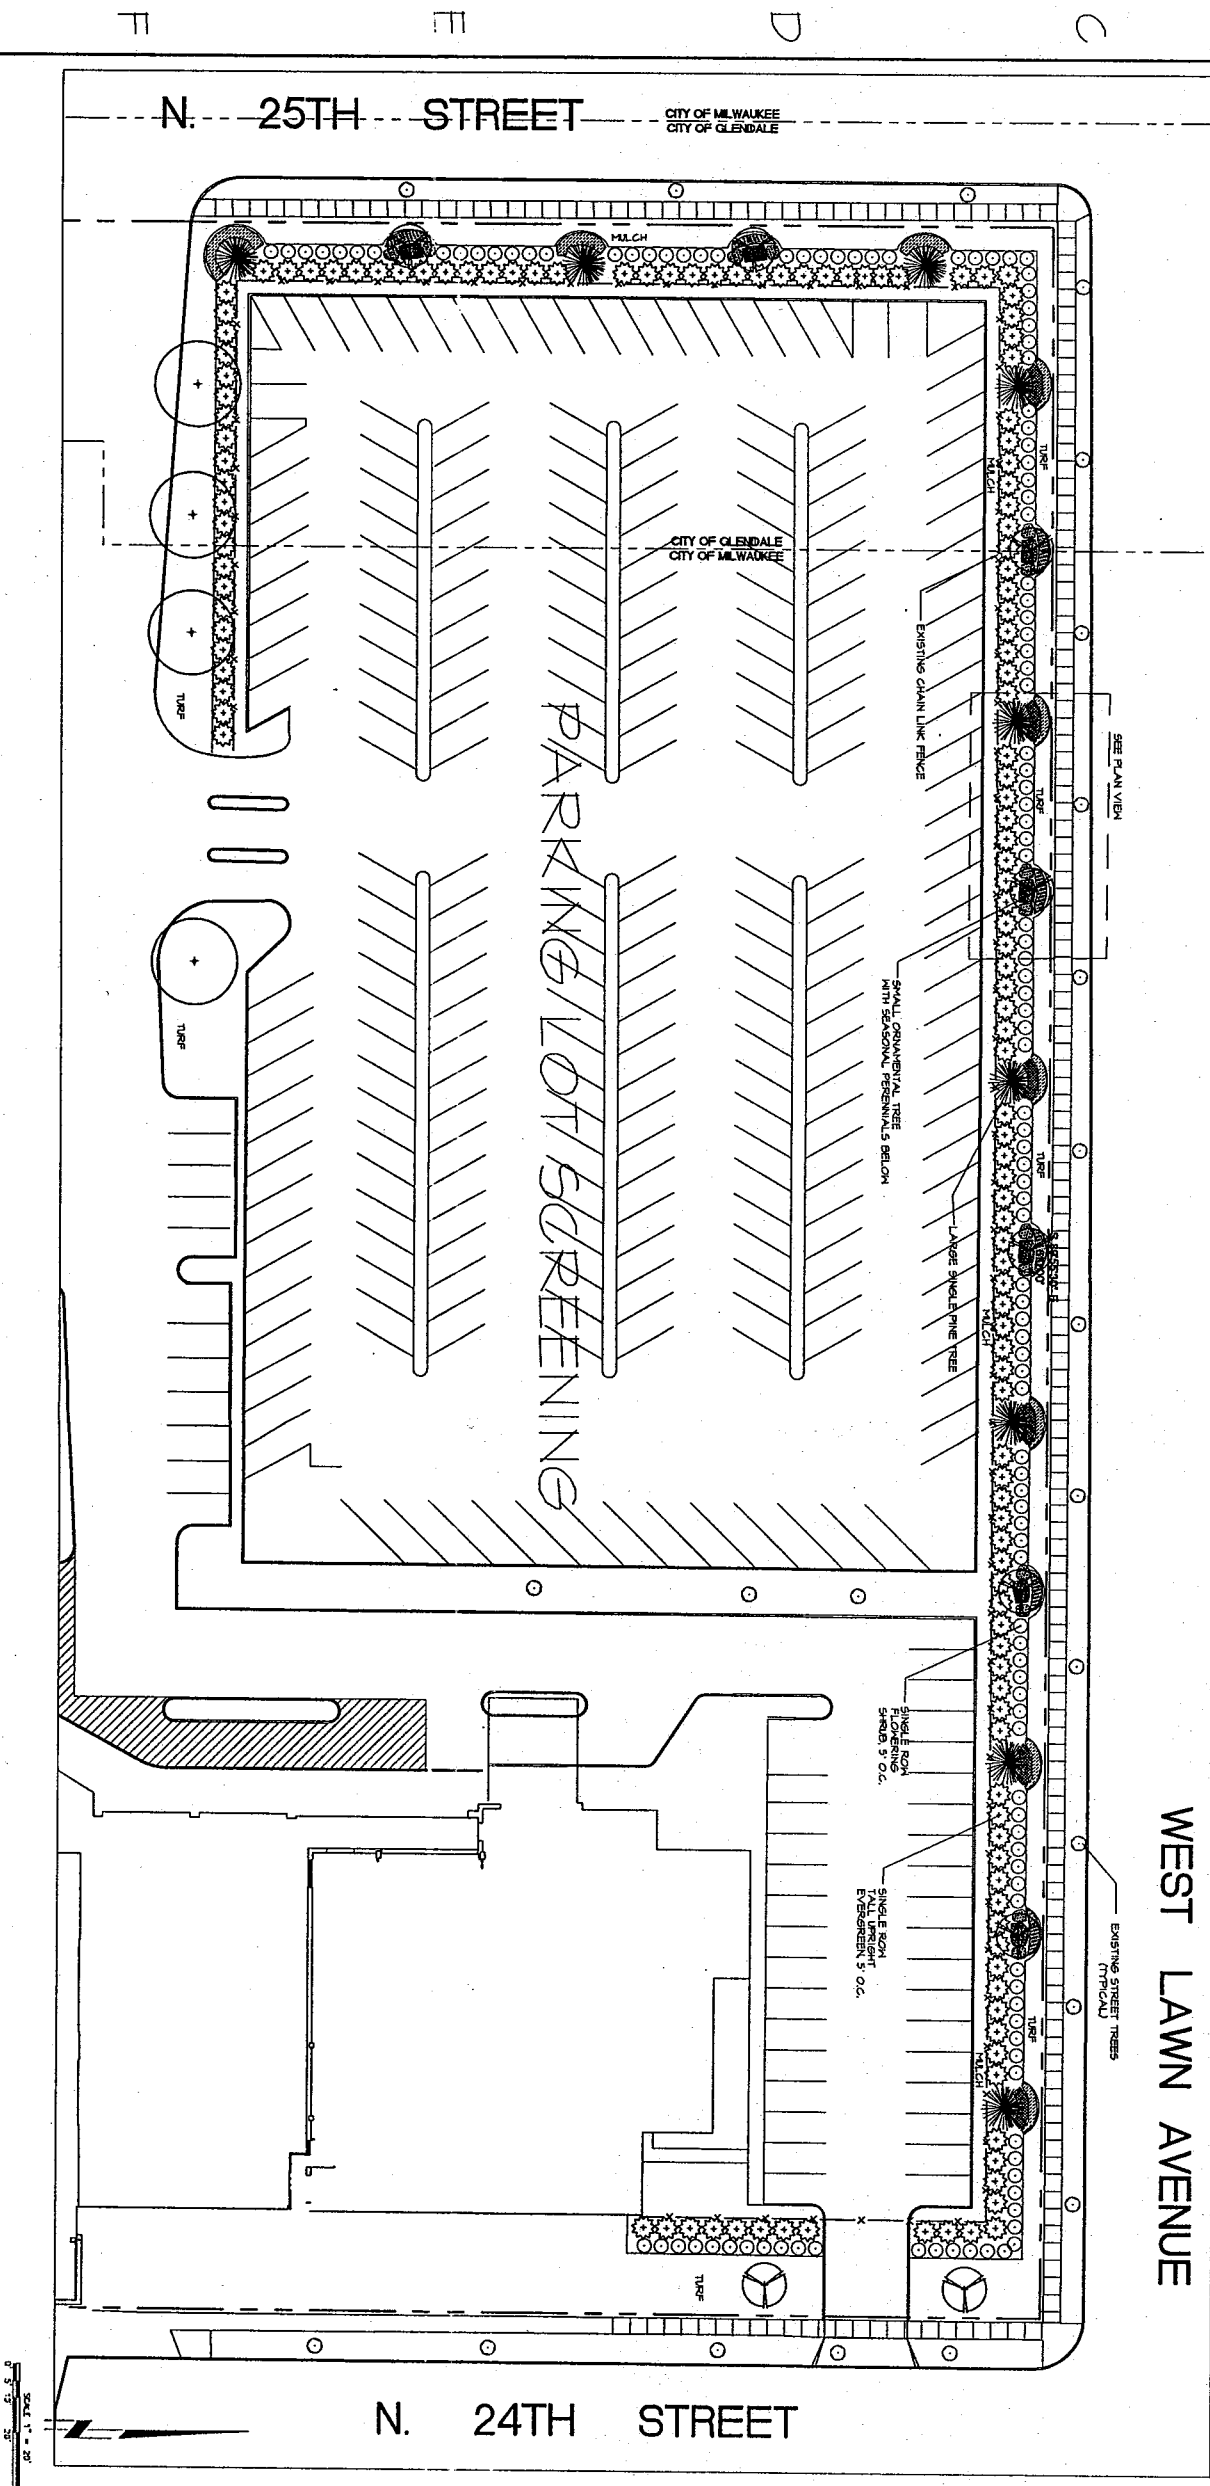 F
E
D
C
N. 25TH STREET
CITY OF MILWAUKEE
CITY OF GLENDALE
MULCH
TURF
MULCH
CITY OF GLENDALE
CITY OF MILWAUKEE
EXISTING CHAIN LINK FENCE
SEE PLAN VIEW
TURF
TURF
PARKING LOT SCREENING
SMALL ORNAMENTAL TREE
WITH SEASONAL PERENNIALS BELOW
TURF
TURF
LARGE SINGLE PINE TREE
MULCH
SINGLE ROW
FLOWERING
SHRUB, 5' O.C.
SINGLE ROW
TALL UPRIGHT
EVERGREEN, 5' O.C.
EXISTING STREET TREES
(TYPICAL)
WEST LAWN AVENUE
TURF
MULCH
TURF
N. 24TH STREET
SCALE 1" = 20'